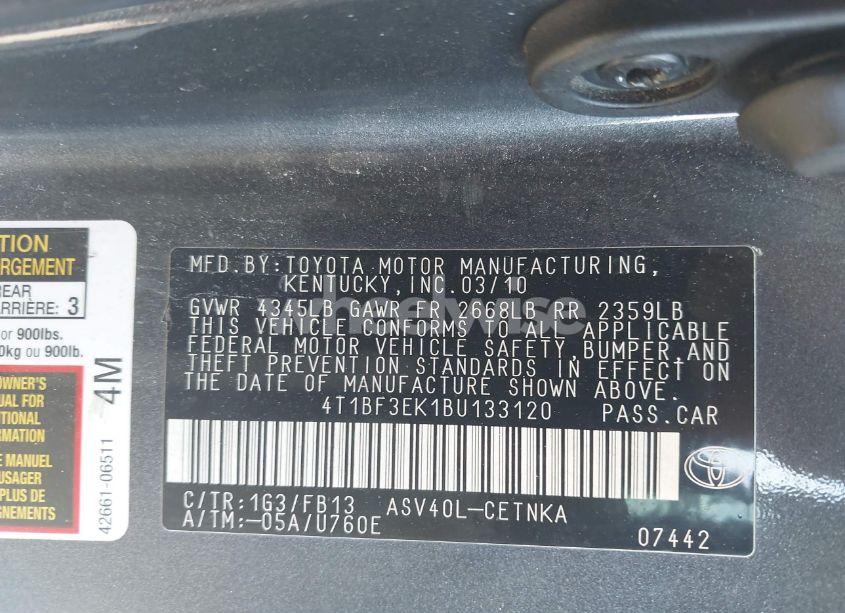 TION
RGEMENT
REAR
ARRIÈRE: 3
or 900lbs.
0kg ou 900lb.
OWNER'S
UAL FOR
ITIONAL
RMATION
E MANUEL
USAGER
PLUS DE
GNEMENTS
4M
42661-06511
MFD.BY:TOYOTA MOTOR MANUFACTURING,
KENTUCKY,INC.03/10
GVWR 4345LB GAWR FR 2668LB RR 2359LB
THIS VEHICLE CONFORMS TO ALL APPLICABLE
FEDERAL MOTOR VEHICLE SAFETY,BUMPER,AND
THEFT PREVENTION STANDARDS IN EFFECT ON
THE DATE OF MANUFACTURE SHOWN ABOVE.
4T1BF3EK1BU133120 PASS.CAR
C/TR:1G3/FB13 ASV40L-CETNKA
A/TM:-05A/U760E
07442